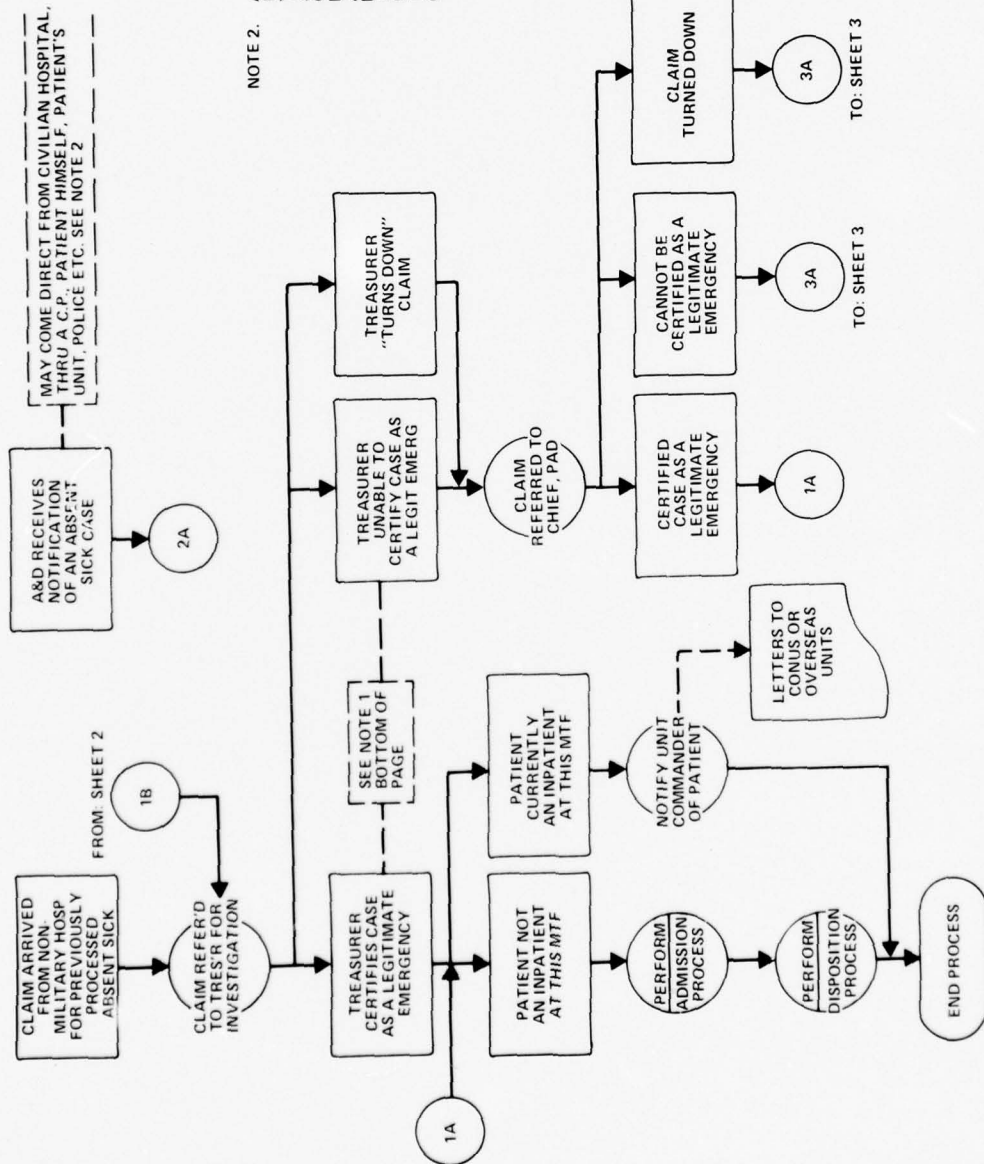 CLAIM ARRIVED
FROM NON-
MILITARY HOSP
FOR PREVIOUSLY
PROCESSED
ABSENT SICK
A&D RECEIVES
NOTIFICATION
OF AN ABSENT
SICK CASE
MAY COME DIRECT FROM CIVILIAN HOSPITAL,
THRU A C.P., PATIENT HIMSELF, PATIENT'S
UNIT, POLICE ETC. SEE NOTE 2
2A
FROM: SHEET 2
1B
CLAIM REFER'D
TO TRES'R FOR
INVESTIGATION
NOTE 2.
TREASURER
CERTIFIES CASE
AS A LEGITIMATE
EMERGENCY
SEE NOTE 1
BOTTOM OF
PAGE
TREASURER
UNABLE TO
CERTIFY CASE AS
A LEGIT EMERG
TREASURER
"TURNS DOWN"
CLAIM
1A
PATIENT NOT
AN INPATIENT
AT THIS MTF
PATIENT
CURRENTLY
AN INPATIENT
AT THIS MTF
CLAIM
REFERRED TO
CHIEF, PAD
PERFORM
ADMISSION
PROCESS
NOTIFY UNIT
COMMANDER
OF PATIENT
CERTIFIED
CASE AS A
LEGITIMATE
EMERGENCY
CANNOT BE
CERTIFIED AS A
LEGITIMATE
EMERGENCY
CLAIM
TURNED DOWN
PERFORM
DISPOSITION
PROCESS
LETTERS TO
CONUS OR
OVERSEAS
UNITS
1A
3A
3A
TO: SHEET 3
TO: SHEET 3
END PROCESS